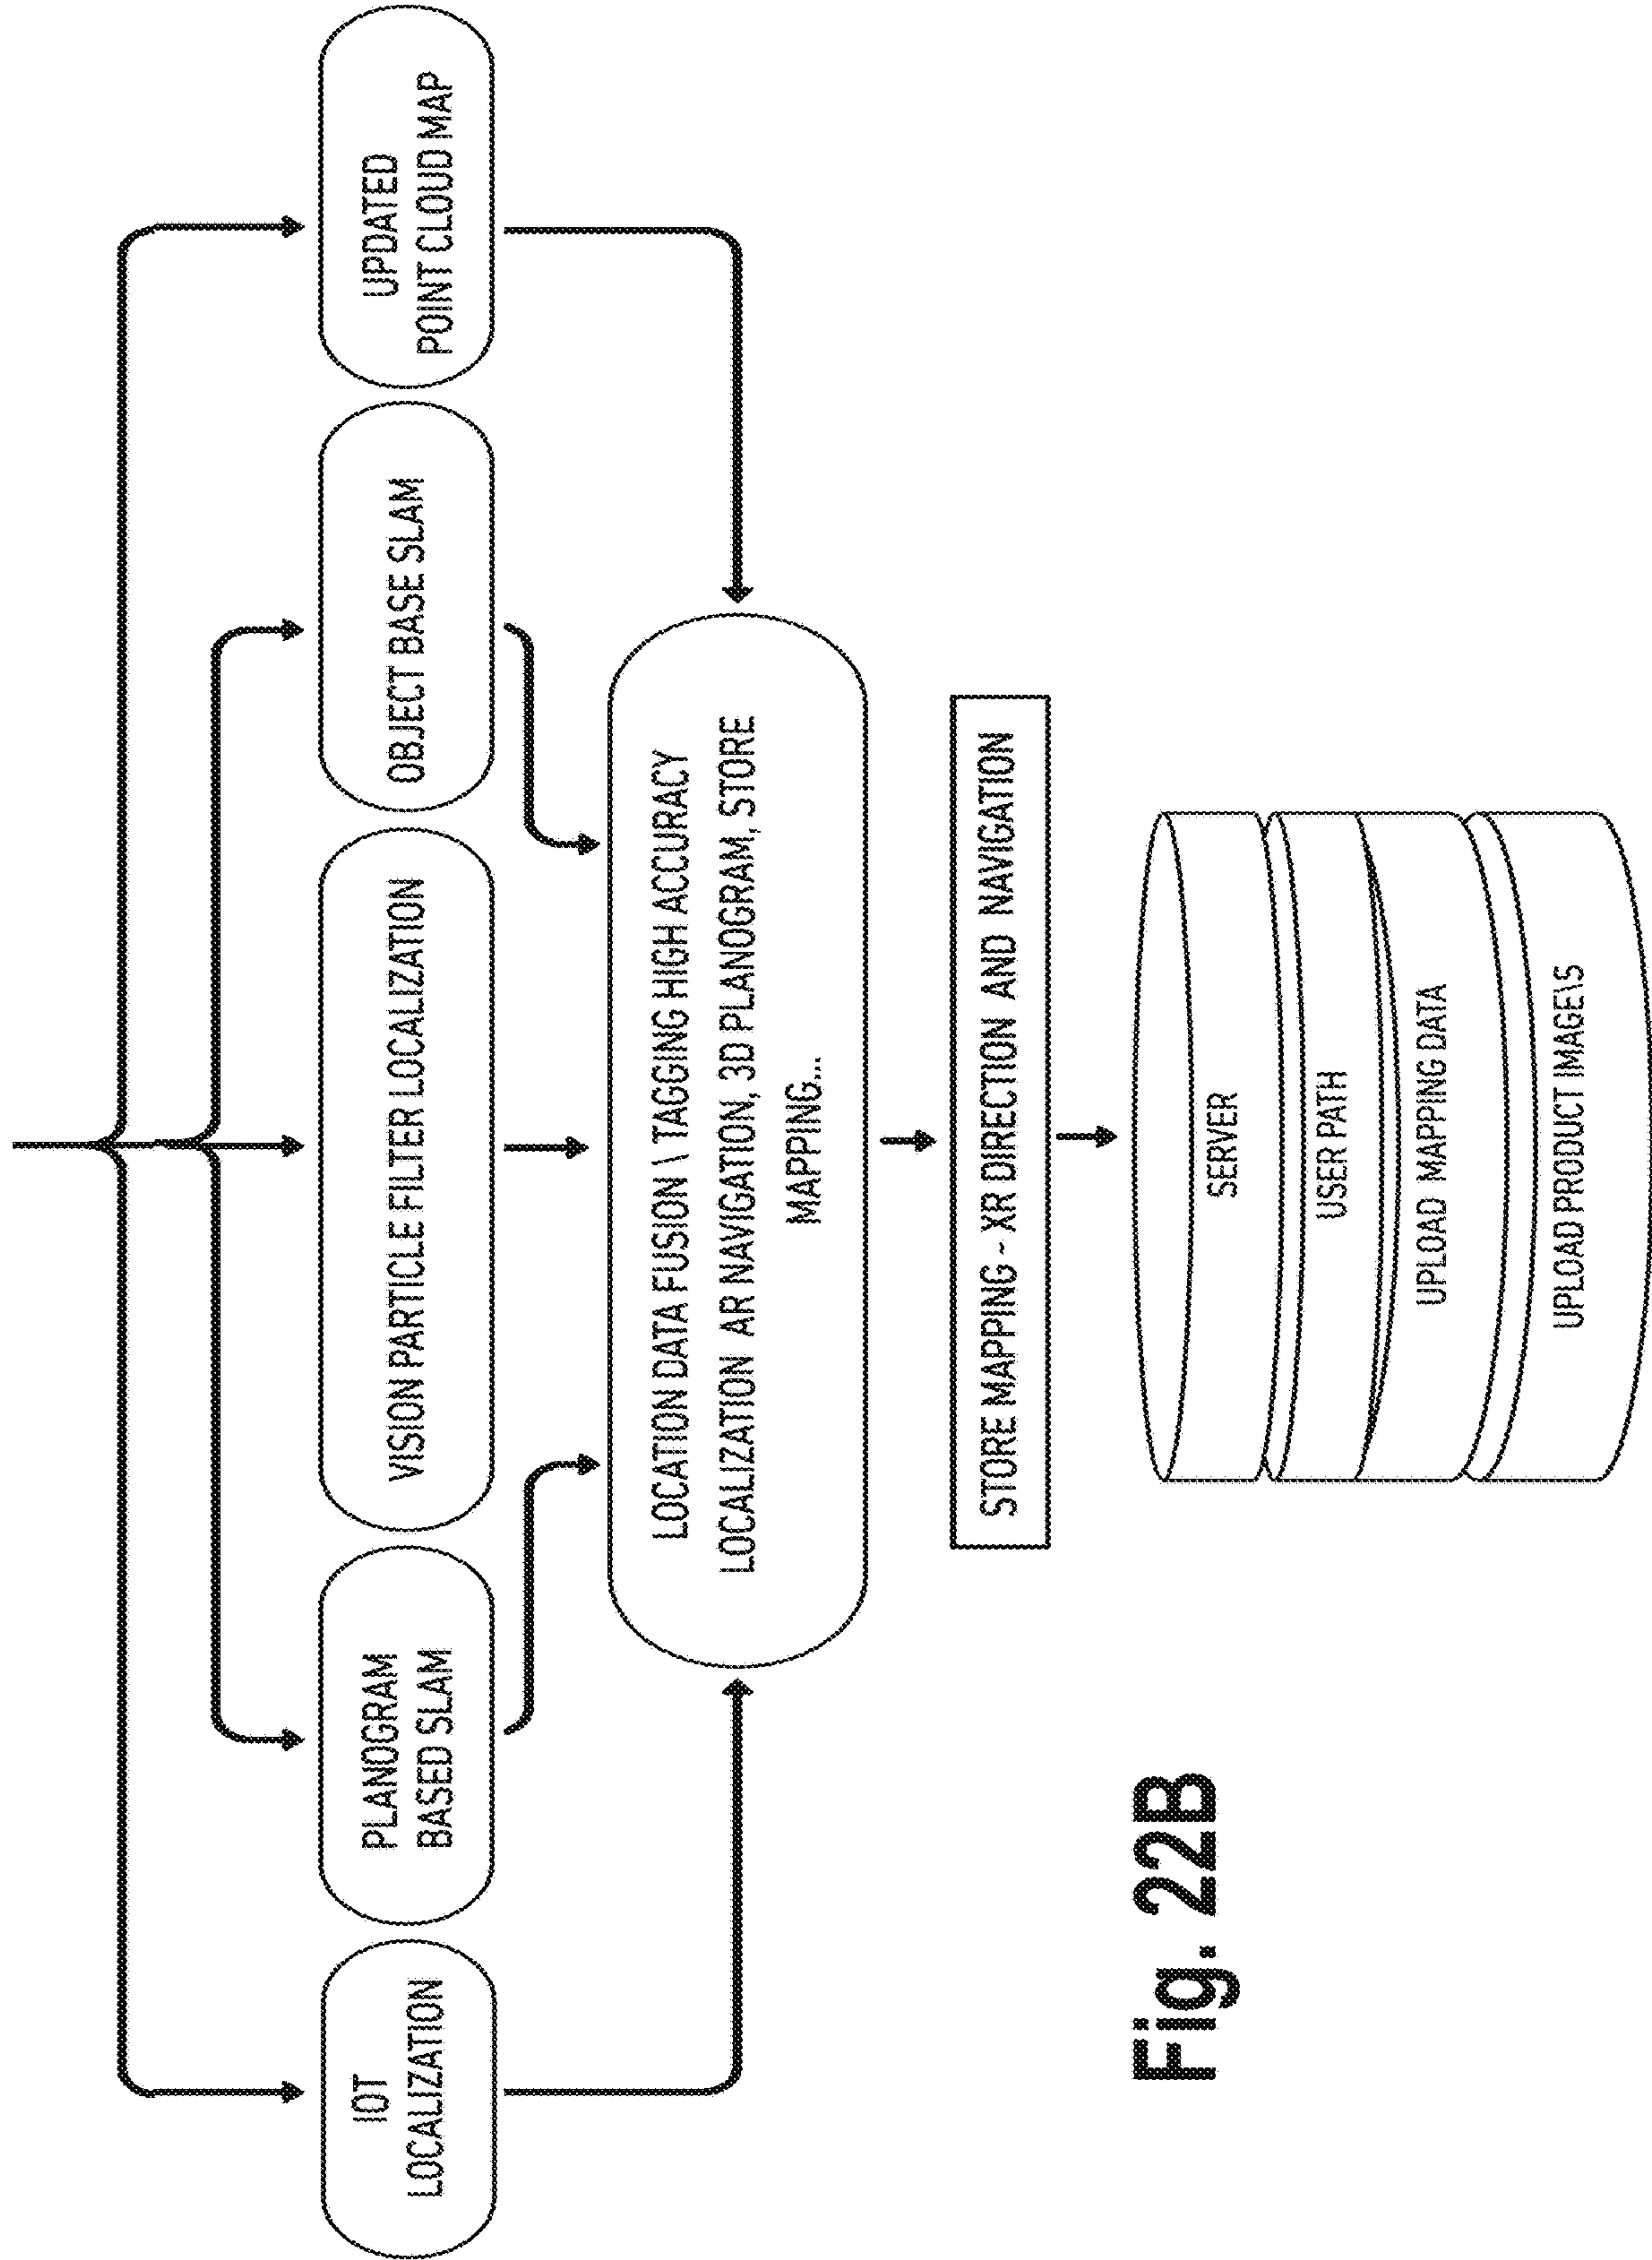 IOT
LOCALIZATION
PLANOGRAM
BASED SLAM
VISION PARTICLE FILTER LOCALIZATION
OBJECT BASE SLAM
UPDATED
POINT CLOUD MAP
LOCATION DATA FUSION \ TAGGING HIGH ACCURACY
LOCALIZATION AR NAVIGATION, 3D PLANOGRAM, STORE
MAPPING...
STORE MAPPING - XR DIRECTION AND NAVIGATION
SERVER
USER PATH
UPLOAD MAPPING DATA
UPLOAD PRODUCT IMAGE\S
Fig. 22B